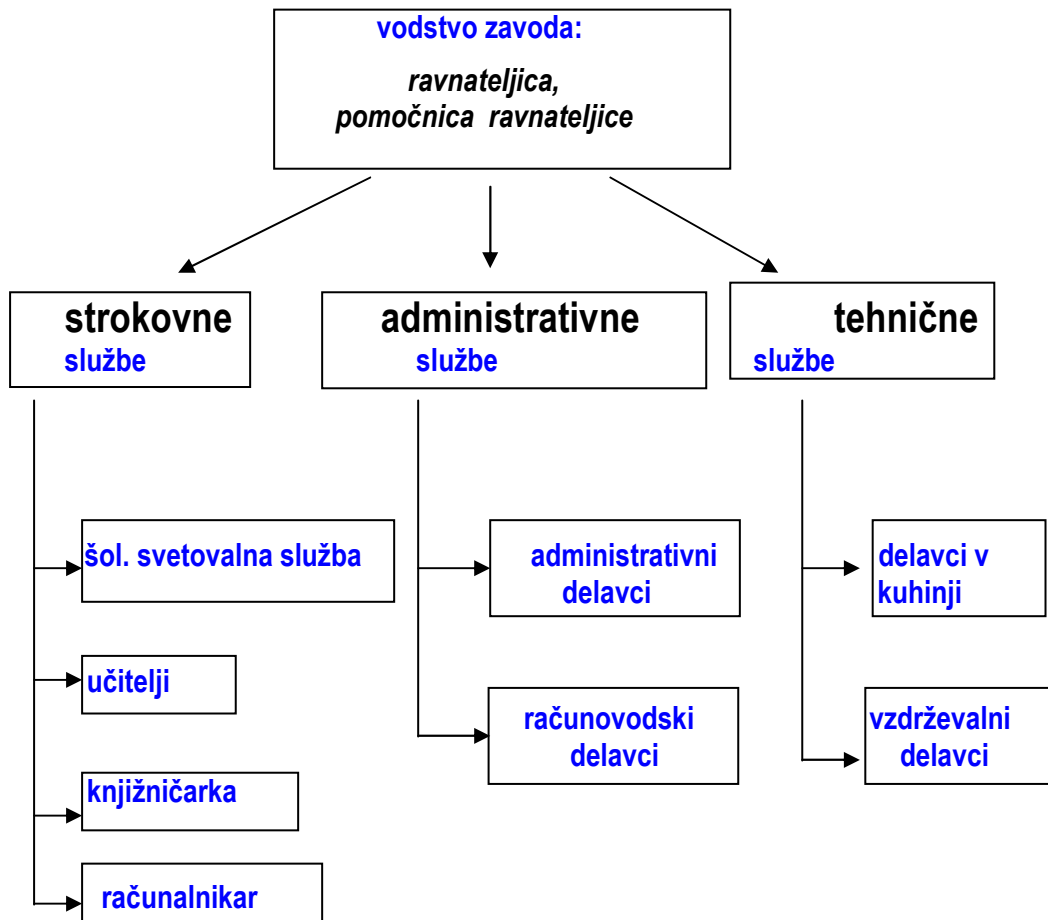 vodstvo zavoda:
ravnateljica,
pomočnica ravnateljice
strokovne
službe
administrativne
službe
tehnične
službe
šol. svetovalna služba
učitelji
knjižničarka
računalnikar
administrativni
delavci
računovodski
delavci
delavci v
kuhinji
vzdrževalni
delavci